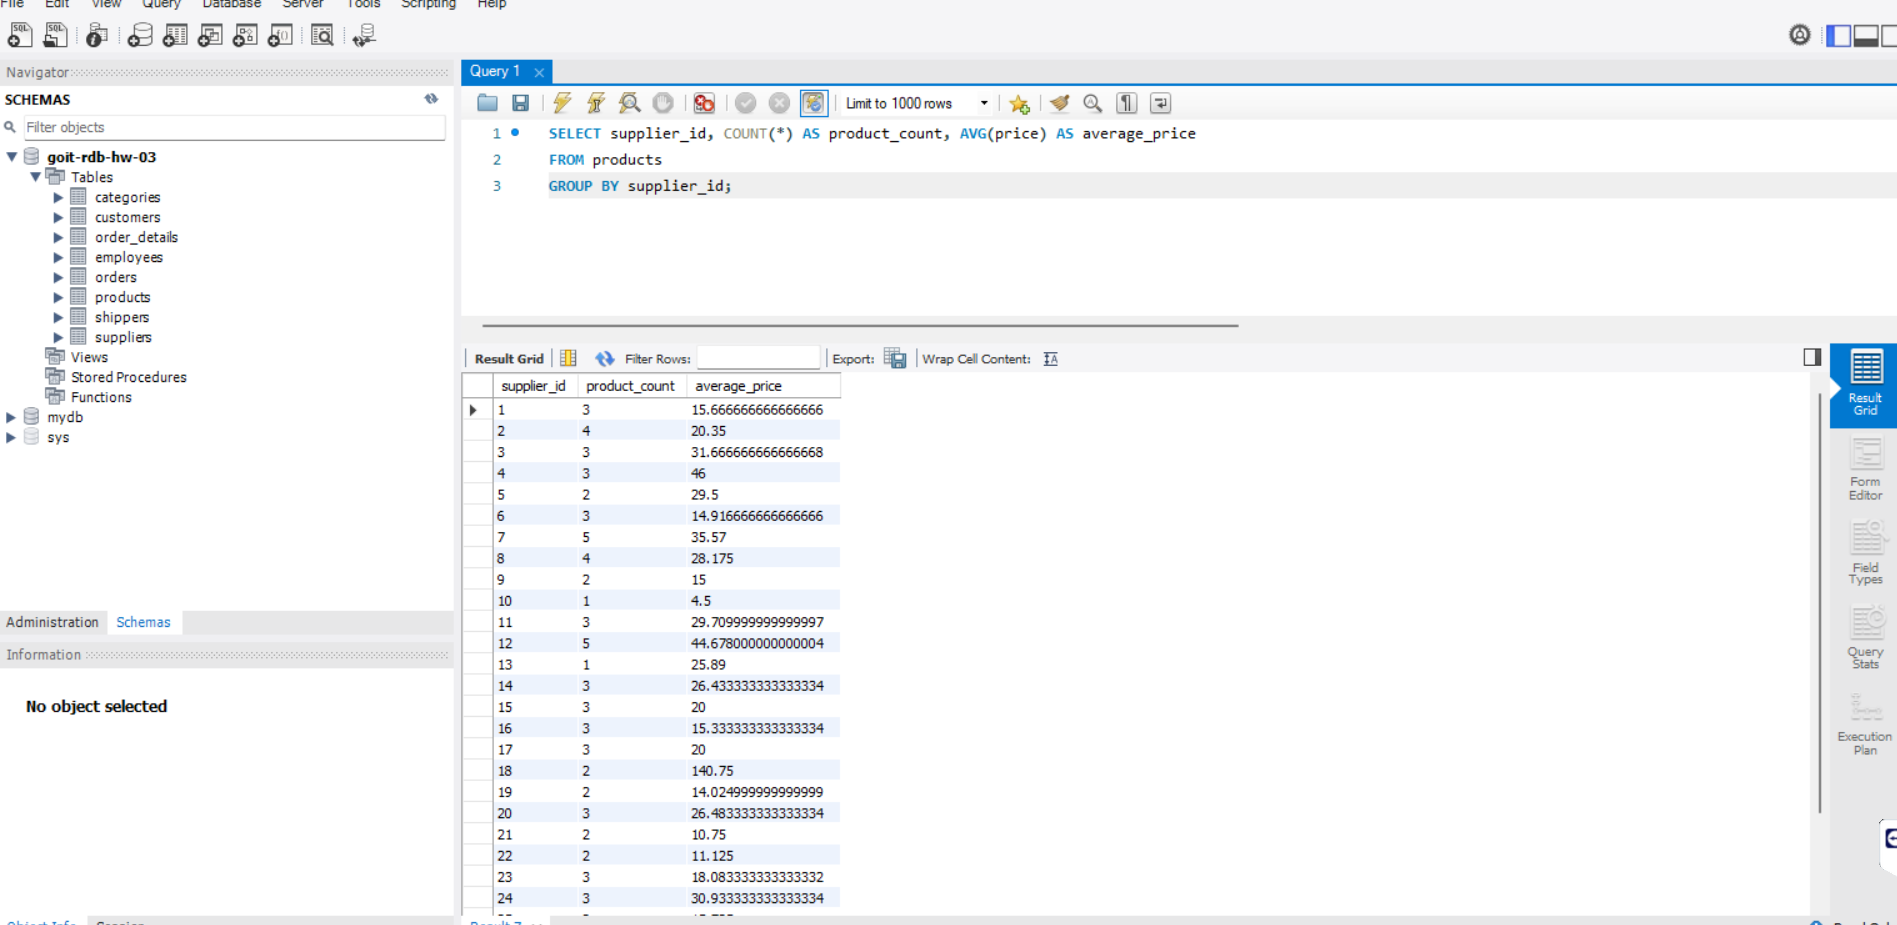 File Edit View Query Database Server Tools Scripting Help
Navigator
SCHEMAS
Filter objects
goit-rdb-hw-03
Tables
categories
customers
order_details
employees
orders
products
shippers
suppliers
Views
Stored Procedures
Functions
mydb
sys
Administration Schemas
Information
No object selected
Object Info Session
Query 1
Limit to 1000 rows
1 SELECT supplier_id, COUNT(*) AS product_count, AVG(price) AS average_price
2 FROM products
3 GROUP BY supplier_id;
Result Grid Filter Rows: Export: Wrap Cell Content:
supplier_id product_count average_price
1 3 15.666666666666666
2 4 20.35
3 3 31.666666666666668
4 3 46
5 2 29.5
6 3 14.916666666666666
7 5 35.57
8 4 28.175
9 2 15
10 1 4.5
11 3 29.709999999999997
12 5 44.678000000000004
13 1 25.89
14 3 26.433333333333334
15 3 20
16 3 15.333333333333334
17 3 20
18 2 140.75
19 2 14.024999999999999
20 3 26.483333333333334
21 2 10.75
22 2 11.125
23 3 18.083333333333332
24 3 30.933333333333334
Result
Grid
Form
Editor
Field
Types
Query
Stats
Execution
Plan